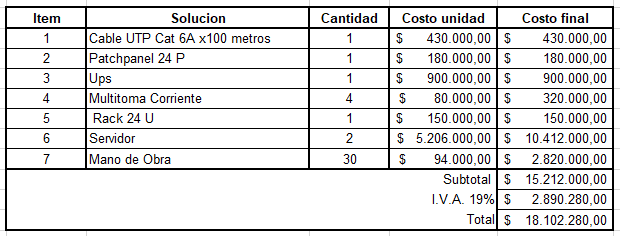 Item Solucion Cantidad Costo unidad Costo final
1 Cable UTP Cat 6A x100 metros 1 $ 430.000,00 $ 430.000,00
2 Patchpanel 24 P 1 $ 180.000,00 $ 180.000,00
3 Ups 1 $ 900.000,00 $ 900.000,00
4 Multitoma Corriente 4 $ 80.000,00 $ 320.000,00
5 Rack 24 U 1 $ 150.000,00 $ 150.000,00
6 Servidor 2 $ 5.206.000,00 $ 10.412.000,00
7 Mano de Obra 30 $ 94.000,00 $ 2.820.000,00
Subtotal $ 15.212.000,00
I.V.A. 19% $ 2.890.280,00
Total $ 18.102.280,00